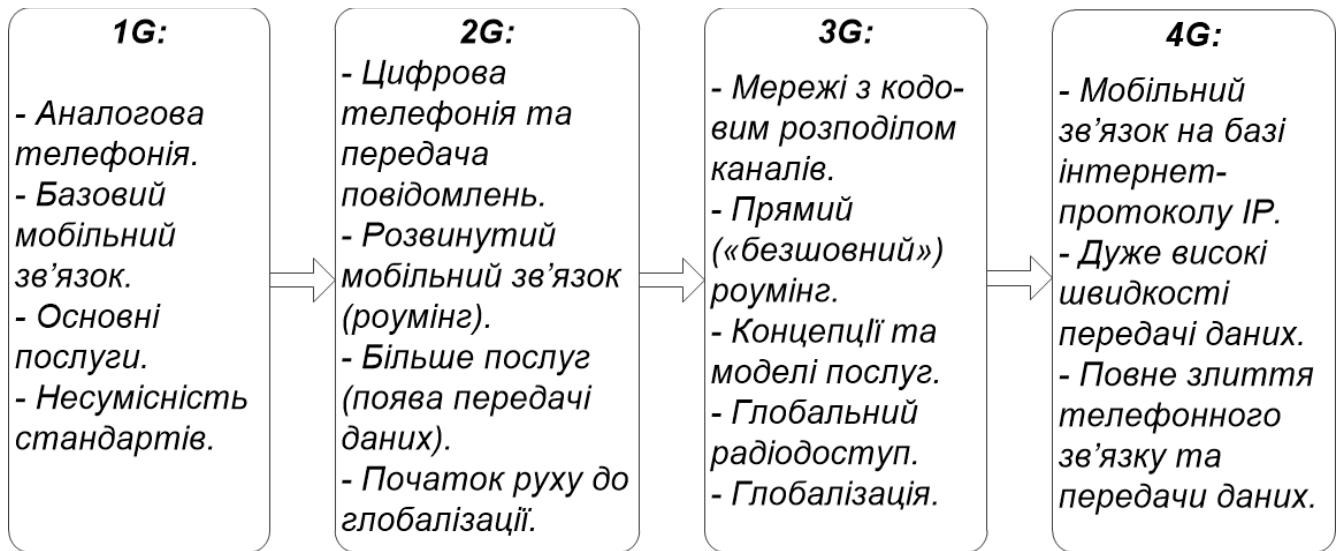 1G:
- Аналогова
телефонія.
- Базовий
мобільний
зв’язок.
- Основні
послуги.
- Несумісність
стандартів.
2G:
- Цифрова
телефонія та
передача
повідомлень.
- Розвинутий
мобільний зв’язок
(роумінг).
- Більше послуг
(поява передачі
даних).
- Початок руху до
глобалізації.
3G:
- Мережі з кодо-
вим розподілом
каналів.
- Прямий
(«безшовний»)
роумінг.
- КонцепцІї та
моделі послуг.
- Глобальний
радіодоступ.
- Глобалізація.
4G:
- Мобільний
зв’язок на базі
інтернет-
протоколу IP.
- Дуже високі
швидкості
передачі даних.
- Повне злиття
телефонного
зв’язку та
передачи даних.